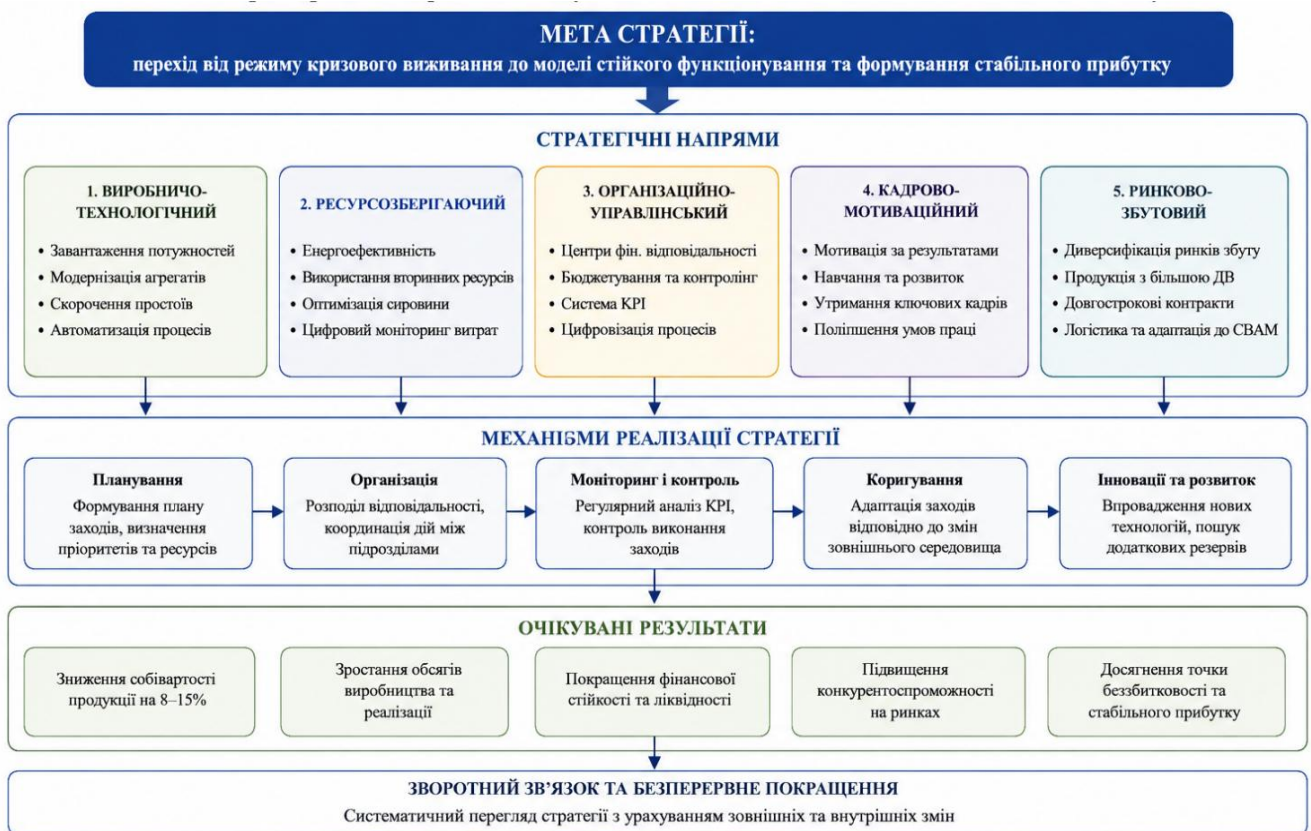 МЕТА СТРАТЕГІЇ:
перехід від режиму кризового виживання до моделі стійкого функціонування та формування стабільного прибутку
СТРАТЕГІЧНІ НАПРЯМИ
1. ВИРОБНИЧО-
ТЕХНОЛОГІЧНИЙ
• Завантаження потужностей
• Модернізація агрегатів
• Скорочення простоїв
• Автоматизація процесів
2. РЕСУРСОЗБЕРІГАЮЧИЙ
• Енергоефективність
• Використання вторинних ресурсів
• Оптимізація сировини
• Цифровий моніторинг витрат
3. ОРГАНІЗАЦІЙНО-
УПРАВЛІНСЬКИЙ
• Центри фін. відповідальності
• Бюджетування та контролінг
• Система KPI
• Цифровізація процесів
4. КАДРОВО-
МОТИВАЦІЙНИЙ
• Мотивація за результатами
• Навчання та розвиток
• Утримання ключових кадрів
• Поліпшення умов праці
5. РИНКОВО-
ЗБУТОВИЙ
• Диверсифікація ринків збуту
• Продукція з більшою ДВ
• Довгострокові контракти
• Логістика та адаптація до CBAM
МЕХАНІЗМИ РЕАЛІЗАЦІЇ СТРАТЕГІЇ
Планування
Формування плану
заходів, визначення
пріоритетів та ресурсів
Організація
Розподіл відповідальності,
координація дій між
підрозділами
Моніторинг і контроль
Регулярний аналіз KPI,
контроль виконання
заходів
Коригування
Адаптація заходів
відповідно до змін
зовнішнього середовища
Інновації та розвиток
Впровадження нових
технологій, пошук
додаткових резервів
ОЧІКУВАНІ РЕЗУЛЬТАТИ
Зниження собівартості
продукції на 8–15%
Зростання обсягів
виробництва та
реалізації
Покращення фінансової
стійкості та ліквідності
Підвищення
конкурентоспроможності
на ринках
Досягнення точки
беззбитковості та
стабільного прибутку
ЗВОРОТНИЙ ЗВ’ЯЗОК ТА БЕЗПЕРЕРВНЕ ПОКРАЩЕННЯ
Систематичний перегляд стратегії з урахуванням зовнішніх та внутрішніх змін